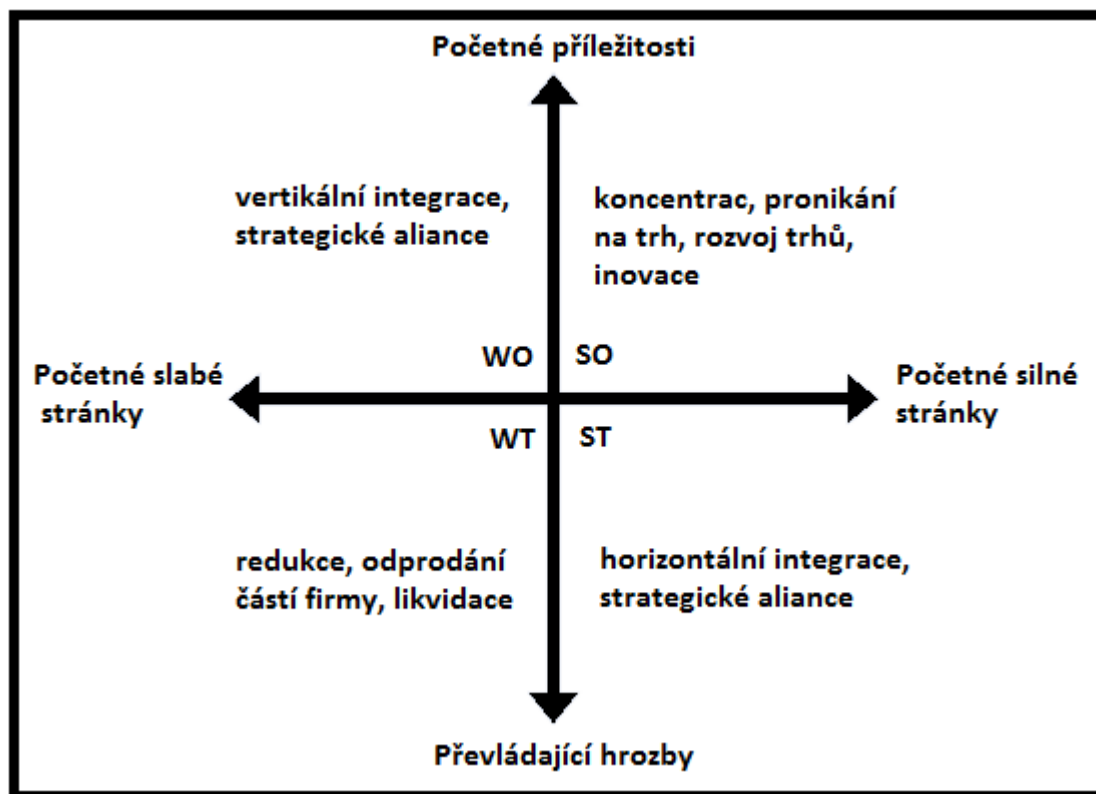 Početné příležitosti
vertikální integrace,
strategické aliance
koncentrac, pronikání
na trh, rozvoj trhů,
inovace
WO
SO
Početné slabé
stránky
Početné silné
stránky
WT
ST
redukce, odprodání
částí firmy, likvidace
horizontální integrace,
strategické aliance
Převládající hrozby